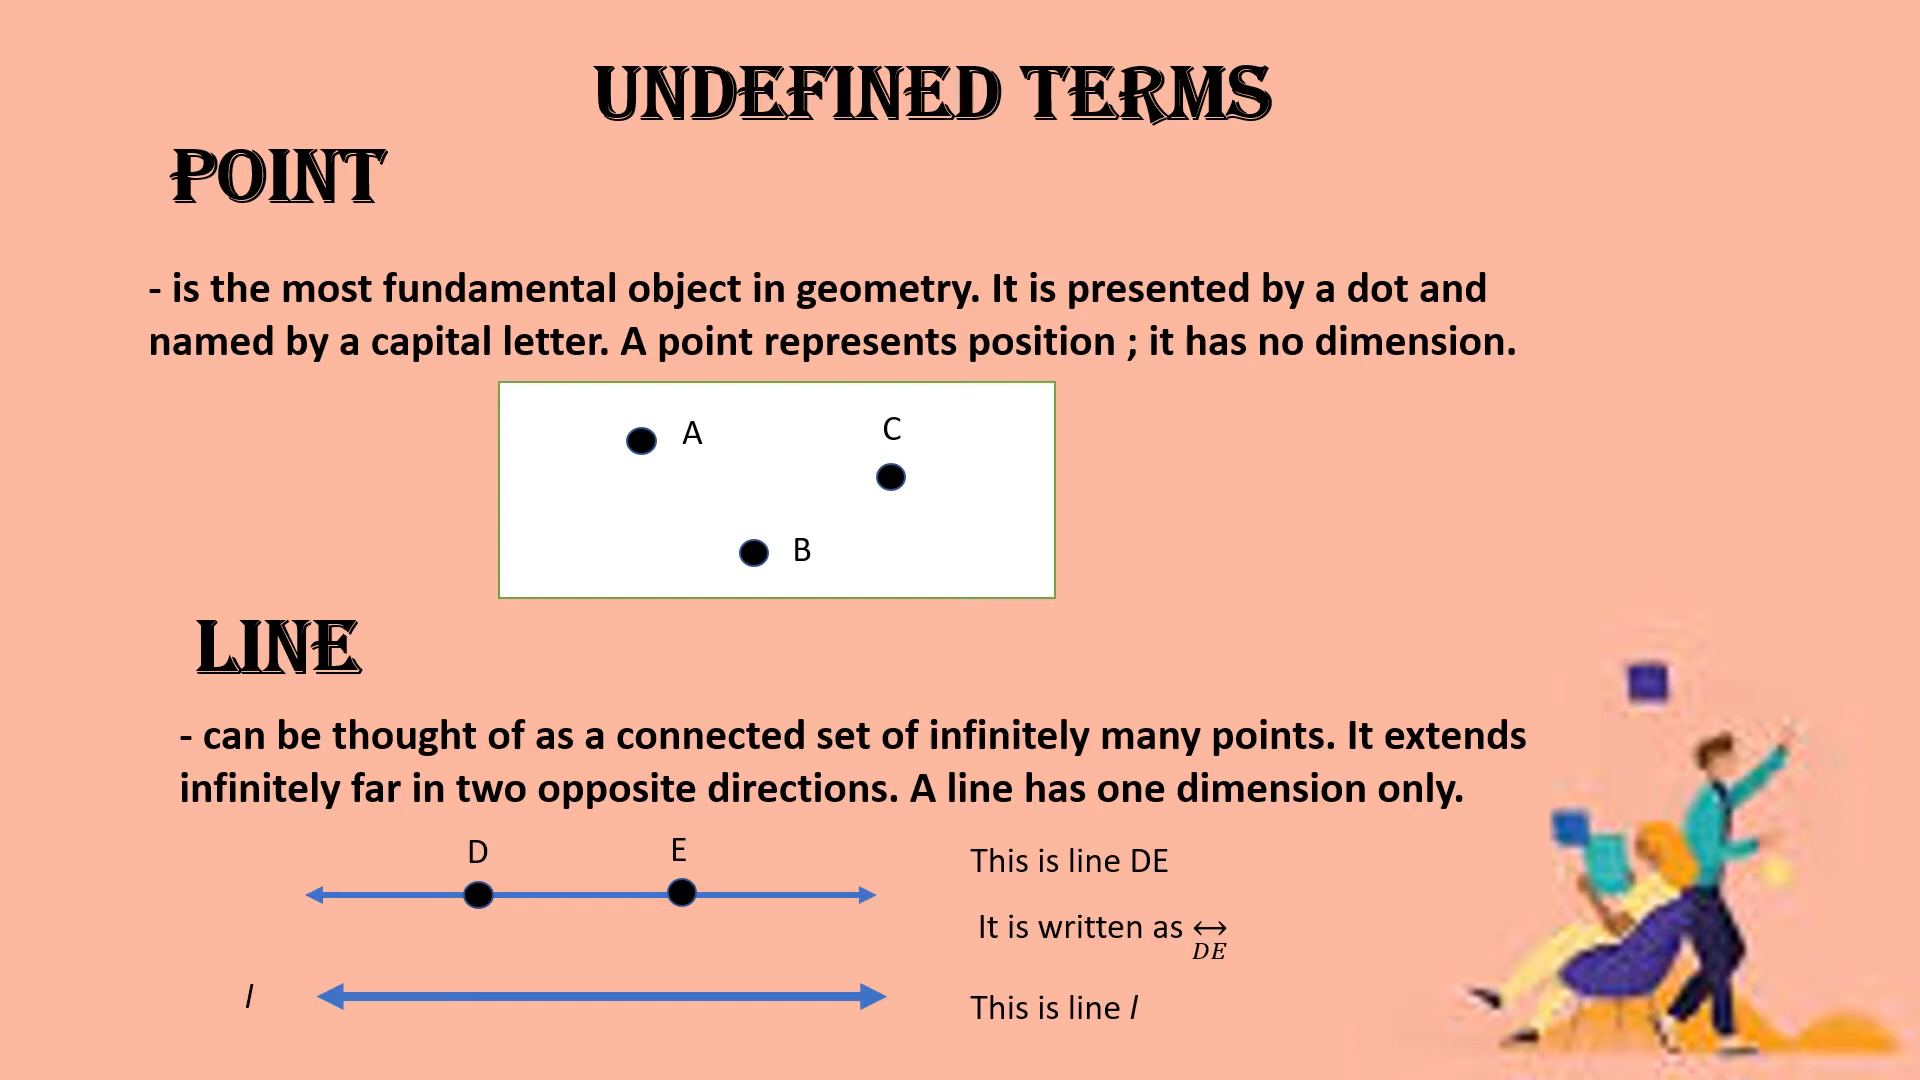 UNDEFINED TERMS
POINT
- is the most fundamental object in geometry. It is presented by a dot and
named by a capital letter. A point represents position ; it has no dimension.
A
C
B
LINE
- can be thought of as a connected set of infinitely many points. It extends
infinitely far in two opposite directions. A line has one dimension only.
D E
This is line DE
It is written as ↔
DE
l
This is line l